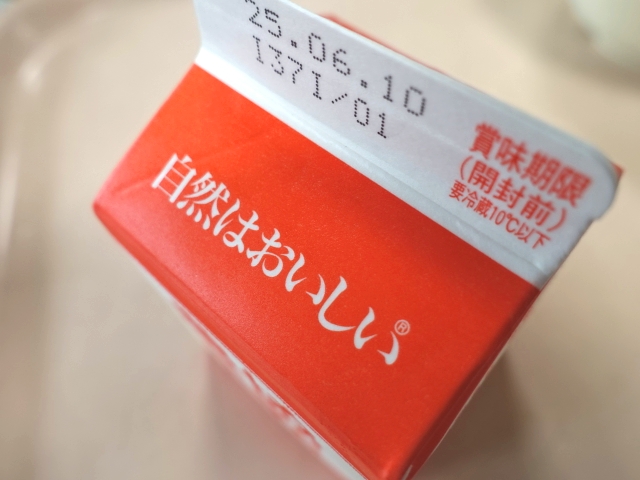 25.06.10
1371/01
賞味期限
(開封前)
要冷蔵10℃以下
自然はおいしい®